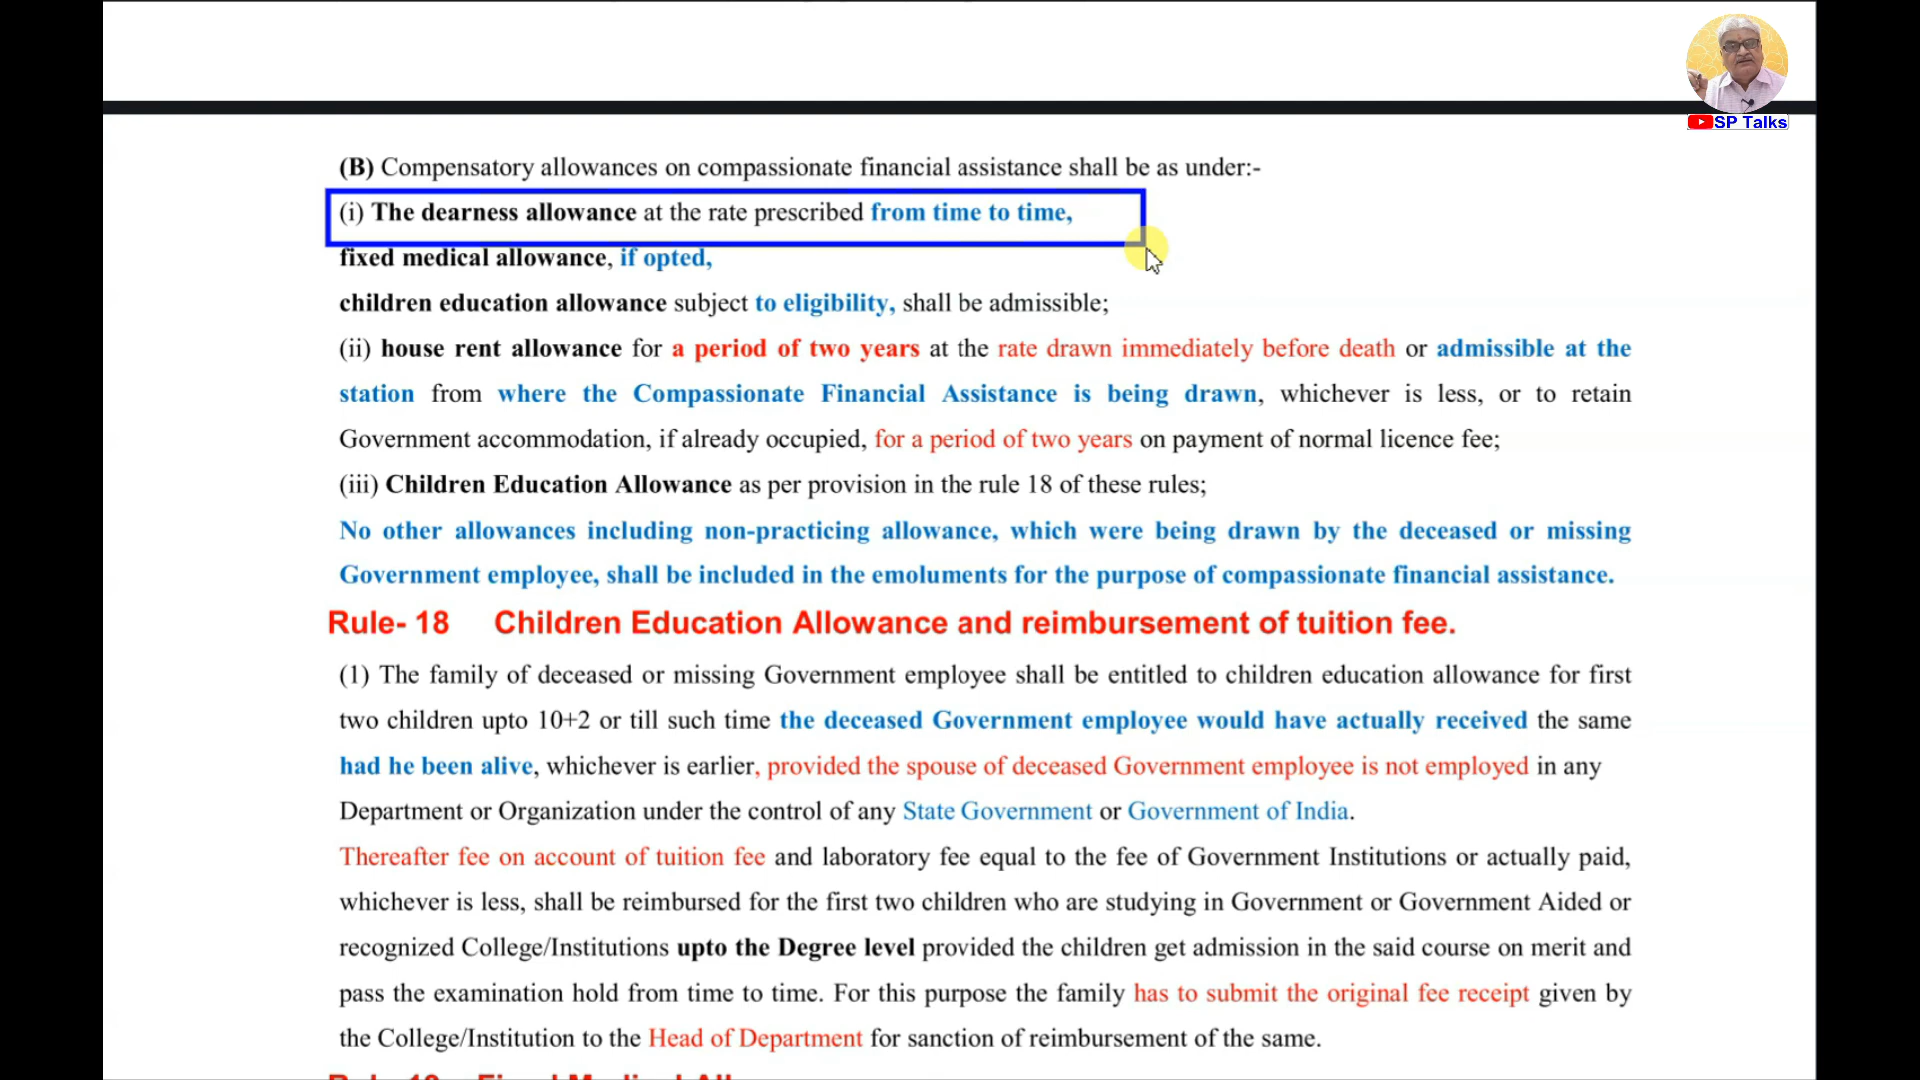 SP Talks
(B) Compensatory allowances on compassionate financial assistance shall be as under:-
(i) The dearness allowance at the rate prescribed from time to time,
fixed medical allowance, if opted,
children education allowance subject to eligibility, shall be admissible;
(ii) house rent allowance for a period of two years at the rate drawn immediately before death or admissible at the
station from where the Compassionate Financial Assistance is being drawn, whichever is less, or to retain
Government accommodation, if already occupied, for a period of two years on payment of normal licence fee;
(iii) Children Education Allowance as per provision in the rule 18 of these rules;
No other allowances including non-practicing allowance, which were being drawn by the deceased or missing
Government employee, shall be included in the emoluments for the purpose of compassionate financial assistance.
Rule- 18 Children Education Allowance and reimbursement of tuition fee.
(1) The family of deceased or missing Government employee shall be entitled to children education allowance for first
two children upto 10+2 or till such time the deceased Government employee would have actually received the same
had he been alive, whichever is earlier, provided the spouse of deceased Government employee is not employed in any
Department or Organization under the control of any State Government or Government of India.
Thereafter fee on account of tuition fee and laboratory fee equal to the fee of Government Institutions or actually paid,
whichever is less, shall be reimbursed for the first two children who are studying in Government or Government Aided or
recognized College/Institutions upto the Degree level provided the children get admission in the said course on merit and
pass the examination hold from time to time. For this purpose the family has to submit the original fee receipt given by
the College/Institution to the Head of Department for sanction of reimbursement of the same.